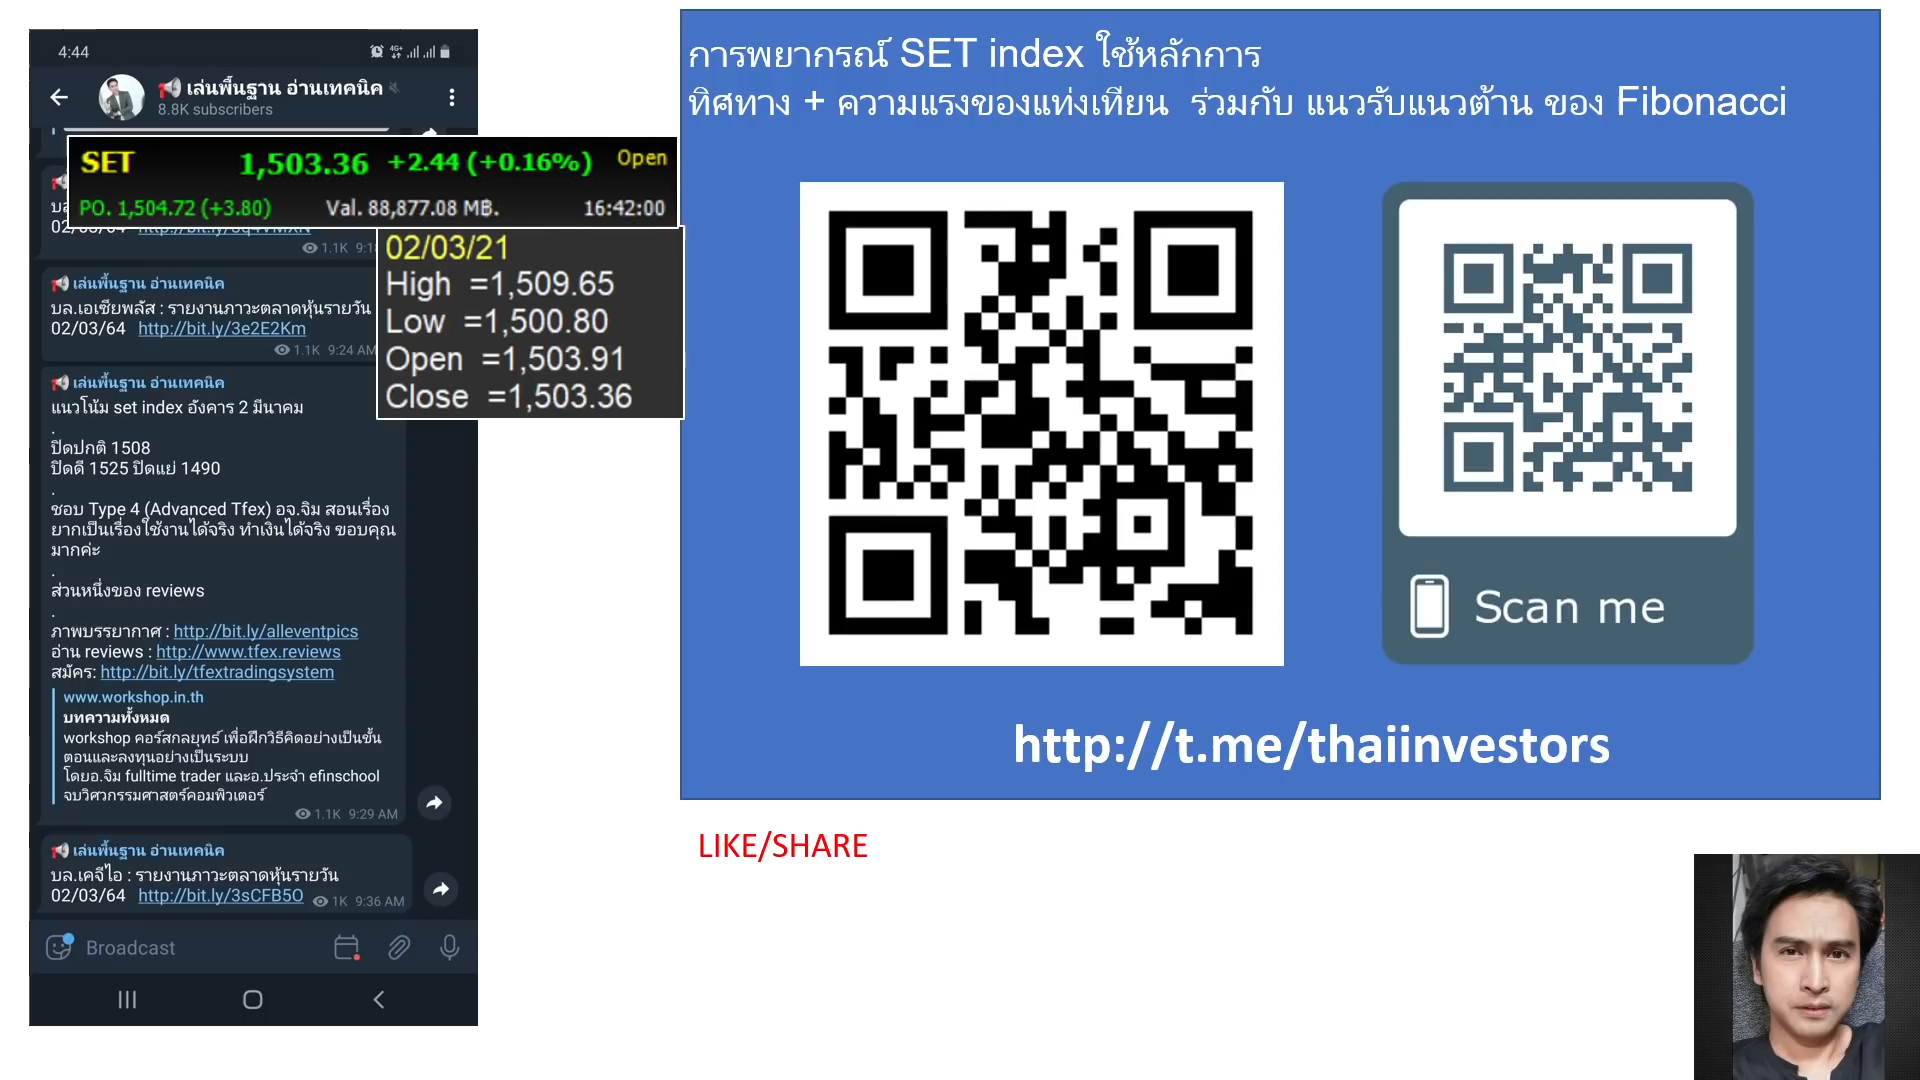 4:44
เล่นพื้นฐาน อ่านเทคนิค
8.8K subscribers
SET 1,503.36 +2.44 (+0.16%) Open
PO. 1,504.72 (+3.80) Val. 88,877.08 MB. 16:42:00
02/03/21
High =1,509.65
Low =1,500.80
Open =1,503.91
Close =1,503.36
1.1K
เล่นพื้นฐาน อ่านเทคนิค
บล.เอเซียพลัส : รายงานภาวะตลาดหุ้นรายวัน
02/03/64 http://bit.ly/3e2E2Km
1.1K 9:24 AM
เล่นพื้นฐาน อ่านเทคนิค
แนวโน้ม set index อังคาร 2 มีนาคม
.
ปิดปกติ 1508
ปิดดี 1525 ปิดแย่ 1490
.
ชอบ Type 4 (Advanced Tfex) อจ.จิม สอนเรื่อง
ยากเป็นเรื่องใช้งานได้จริง ทำเงินได้จริง ขอบคุณ
มากค่ะ
.
ส่วนหนึ่งของ reviews
.
ภาพบรรยากาศ : http://bit.ly/alleventpics
อ่าน reviews : http://www.tfex.reviews
สมัคร: http://bit.ly/tfextradingsystem
www.workshop.in.th
บทความทั้งหมด
workshop คอร์สกลยุทธ์ เพื่อฝึกวิธีคิดอย่างเป็นขั้น
ตอนและลงทุนอย่างเป็นระบบ
โดยอ.จิม fulltime trader และอ.ประจำ efinschool
จบวิศวกรรมศาสตร์คอมพิวเตอร์
1.1K 9:29 AM
เล่นพื้นฐาน อ่านเทคนิค
บล.เคจีไอ : รายงานภาวะตลาดหุ้นรายวัน
02/03/64 http://bit.ly/3sCFB5O 1K 9:36 AM
Broadcast
การพยากรณ์ SET index ใช้หลักการ
ทิศทาง + ความแรงของแท่งเทียน ร่วมกับ แนวรับแนวต้าน ของ Fibonacci
Scan me
http://t.me/thaiinvestors
LIKE/SHARE